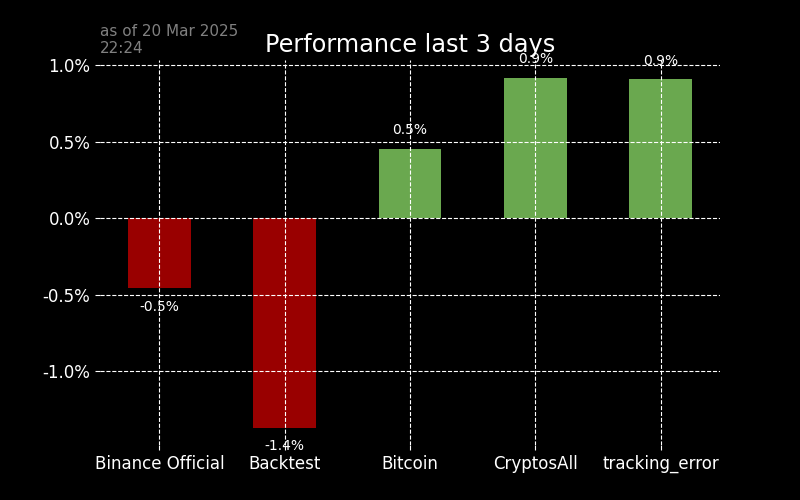 as of 20 Mar 2025
22:24
Performance last 3 days
1.0%
0.5%
0.0%
-0.5%
-1.0%
-0.5%
-1.4%
0.5%
0.9%
0.9%
Binance Official
Backtest
Bitcoin
CryptosAll
tracking_error